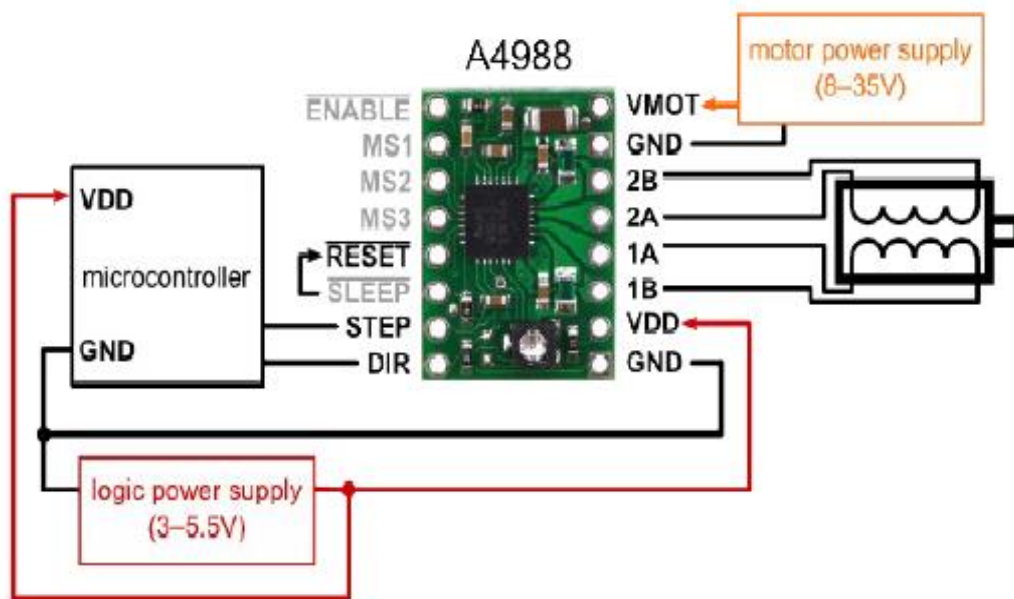 A4988
motor power supply
(8–35V)
ENABLE
MS1
MS2
MS3
RESET
SLEEP
STEP
DIR
VMOT
GND
2B
2A
1A
1B
VDD
GND
VDD
microcontroller
GND
logic power supply
(3–5.5V)